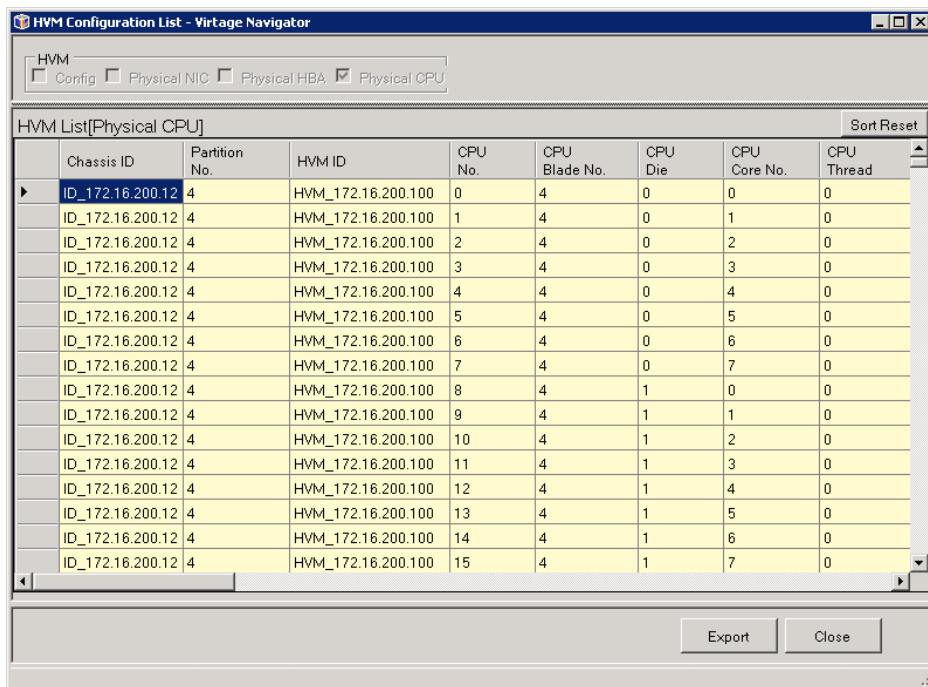 HVM Configuration List - Virtage Navigator
HVM
Config Physical NIC Physical HBA Physical CPU
HVM List[Physical CPU] Sort Reset
Chassis ID Partition No. HVM ID CPU No. CPU Blade No. CPU Die CPU Core No. CPU Thread
ID_172.16.200.12 4 HVM_172.16.200.100 0 4 0 0 0
ID_172.16.200.12 4 HVM_172.16.200.100 1 4 0 1 0
ID_172.16.200.12 4 HVM_172.16.200.100 2 4 0 2 0
ID_172.16.200.12 4 HVM_172.16.200.100 3 4 0 3 0
ID_172.16.200.12 4 HVM_172.16.200.100 4 4 0 4 0
ID_172.16.200.12 4 HVM_172.16.200.100 5 4 0 5 0
ID_172.16.200.12 4 HVM_172.16.200.100 6 4 0 6 0
ID_172.16.200.12 4 HVM_172.16.200.100 7 4 0 7 0
ID_172.16.200.12 4 HVM_172.16.200.100 8 4 1 0 0
ID_172.16.200.12 4 HVM_172.16.200.100 9 4 1 1 0
ID_172.16.200.12 4 HVM_172.16.200.100 10 4 1 2 0
ID_172.16.200.12 4 HVM_172.16.200.100 11 4 1 3 0
ID_172.16.200.12 4 HVM_172.16.200.100 12 4 1 4 0
ID_172.16.200.12 4 HVM_172.16.200.100 13 4 1 5 0
ID_172.16.200.12 4 HVM_172.16.200.100 14 4 1 6 0
ID_172.16.200.12 4 HVM_172.16.200.100 15 4 1 7 0
Export Close